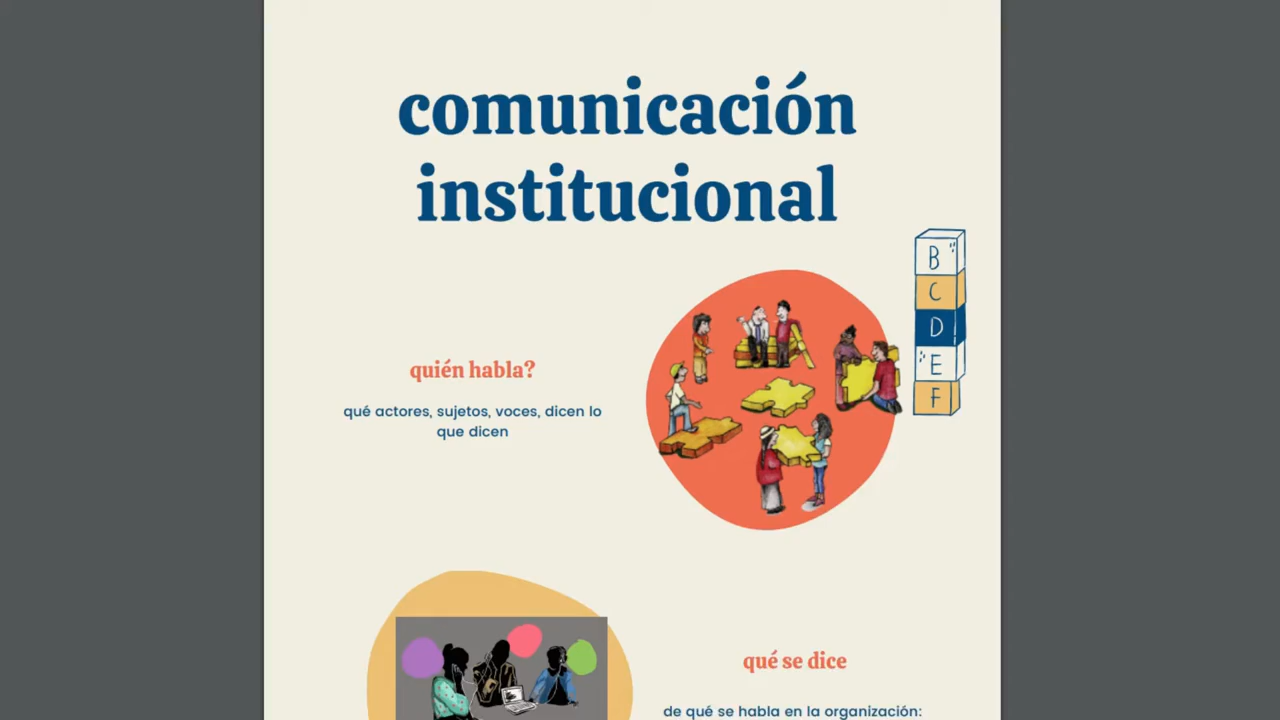 comunicación
institucional
B
C
D
E
F
quién habla?
qué actores, sujetos, voces, dicen lo
que dicen
qué se dice
de qué se habla en la organización: